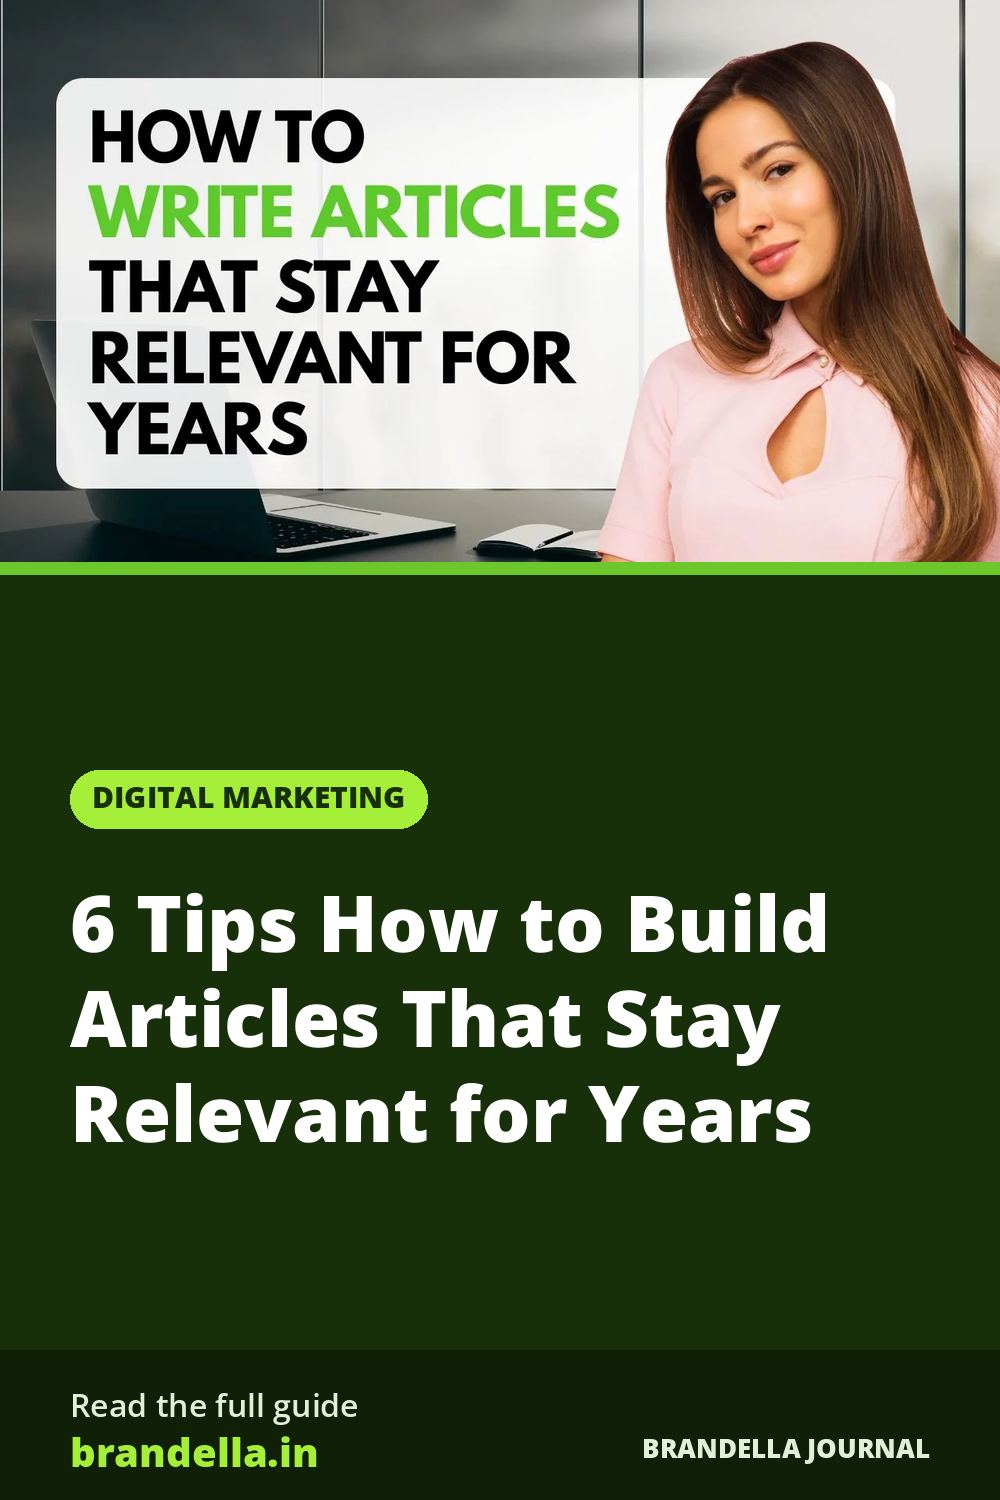 HOW TO
WRITE ARTICLES
THAT STAY
RELEVANT FOR
YEARS
DIGITAL MARKETING
6 Tips How to Build
Articles That Stay
Relevant for Years
Read the full guide
brandella.in
BRANDELLA JOURNAL